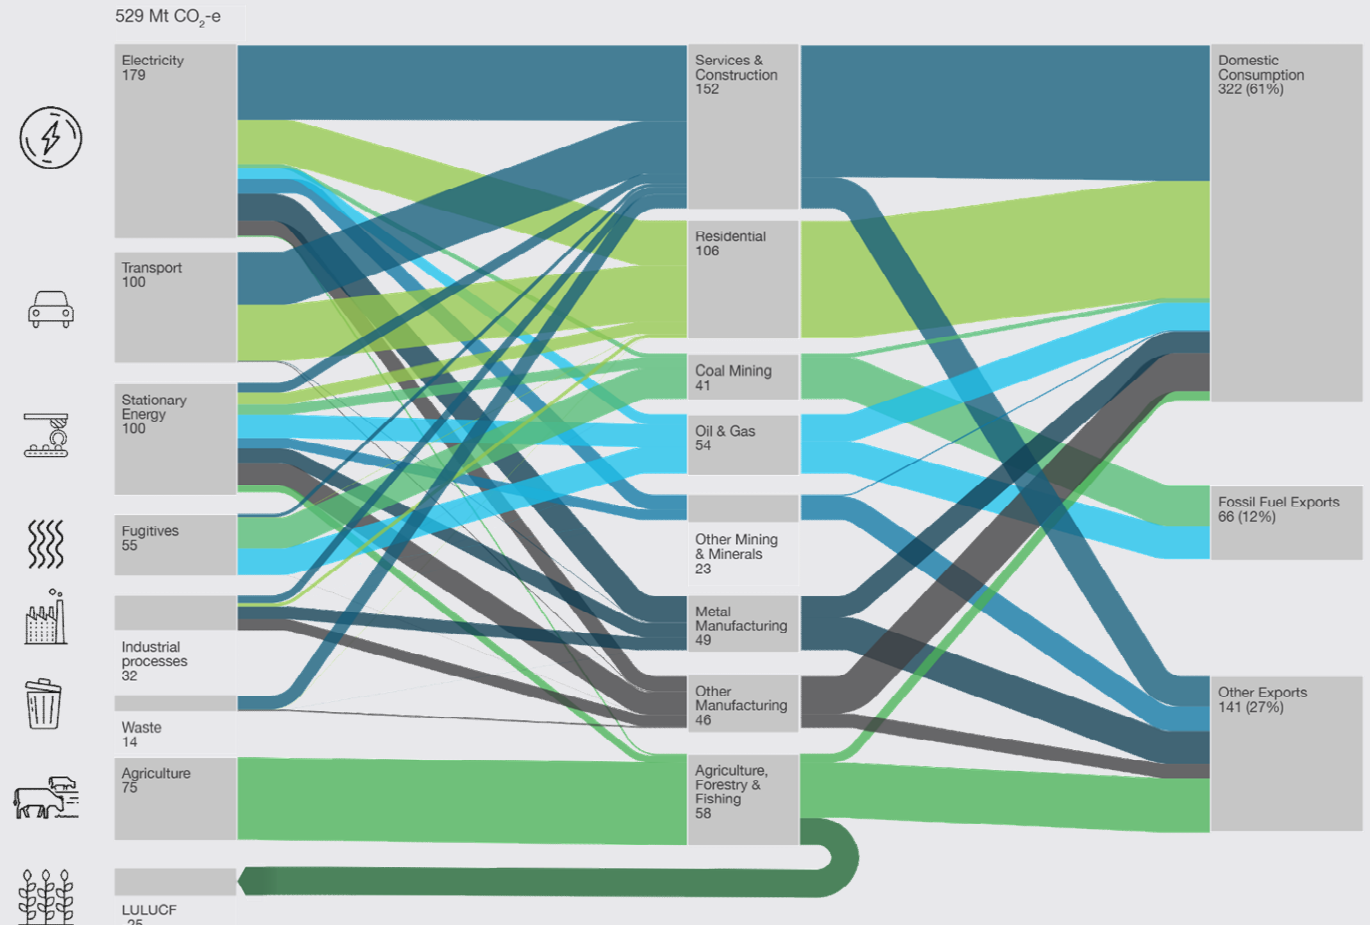 529 Mt CO2-e
Electricity
179
Transport
100
Stationary
Energy
100
Fugitives
55
Industrial
processes
32
Waste
14
Agriculture
75
LULUCF
-25
Services &
Construction
152
Residential
106
Coal Mining
41
Oil & Gas
54
Other Mining
& Minerals
23
Metal
Manufacturing
49
Other
Manufacturing
46
Agriculture,
Forestry &
Fishing
58
Domestic
Consumption
322 (61%)
Fossil Fuel Exports
66 (12%)
Other Exports
141 (27%)